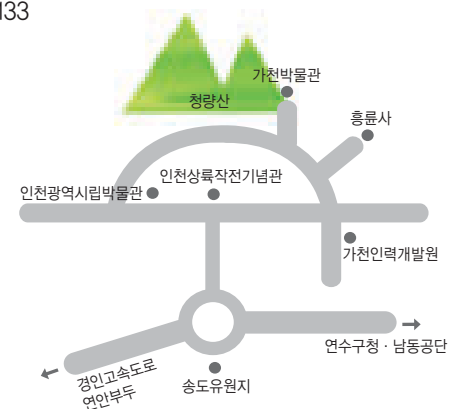 133
가천박물관
청량산
흥륜사
인천상륙작전기념관
인천광역시립박물관
가천인력개발원
연수구청 · 남동공단
경인고속도로
연안부두
송도유원지